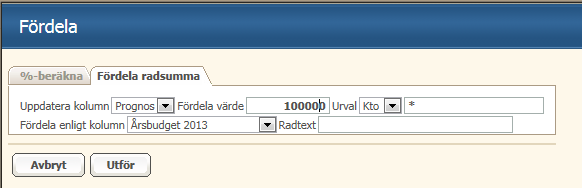 Fördela
%-beräkna Fördela radsumma
Uppdatera kolumn Prognos Fördela värde 100000 Urval Kto *
Fördela enligt kolumn Årsbudget 2013 Radtext
Avbryt Utför